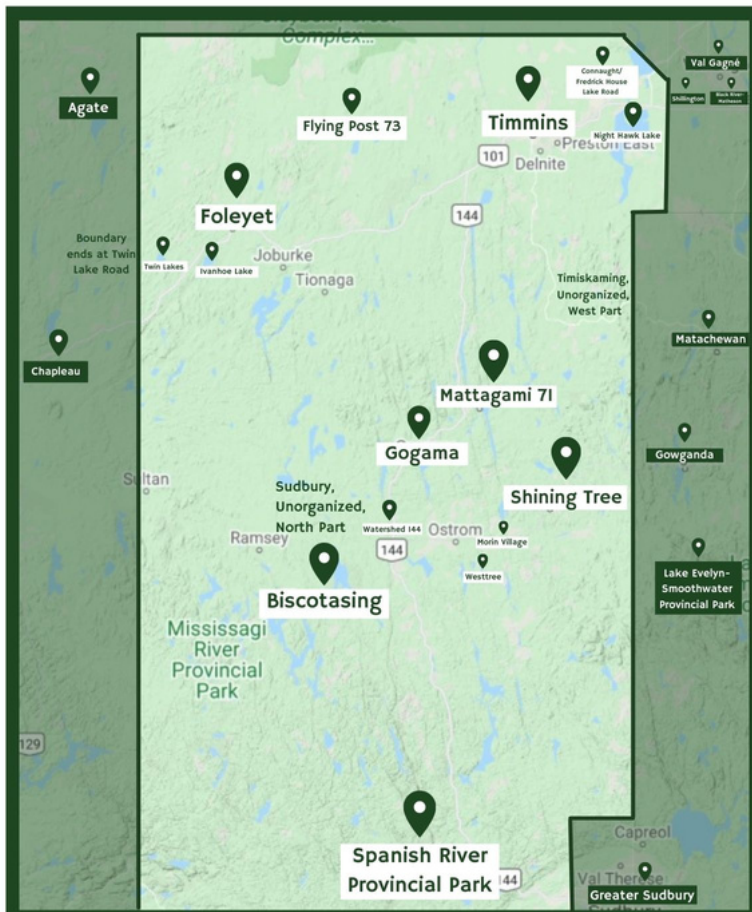 Complex...
Val Gagné
Connaught/
Fredrick House
Lake Road
Agate
Shillington
Black River-
Matheson
Flying Post 73
Timmins
Night Hawk Lake
Preston East
101
Delnite
Foleyet
144
Boundary
ends at Twin
Lake Road
Twin Lakes
Ivanhoe Lake
Joburke
Tionaga
Timiskaming,
Unorganized,
West Part
Matachewan
Chapleau
Mattagami 71
Gogama
Gowganda
Sultan
Sudbury,
Unorganized,
North Part
Shining Tree
Watershed 144
Ramsey
Ostrom
Morin Village
144
Westtree
Biscotasing
Lake Evelyn-
Smoothwater
Provincial Park
Mississagi
River
Provincial
Park
129
Capreol
Spanish River
Provincial Park
144
Val Therese
Greater Sudbury
Sudbury